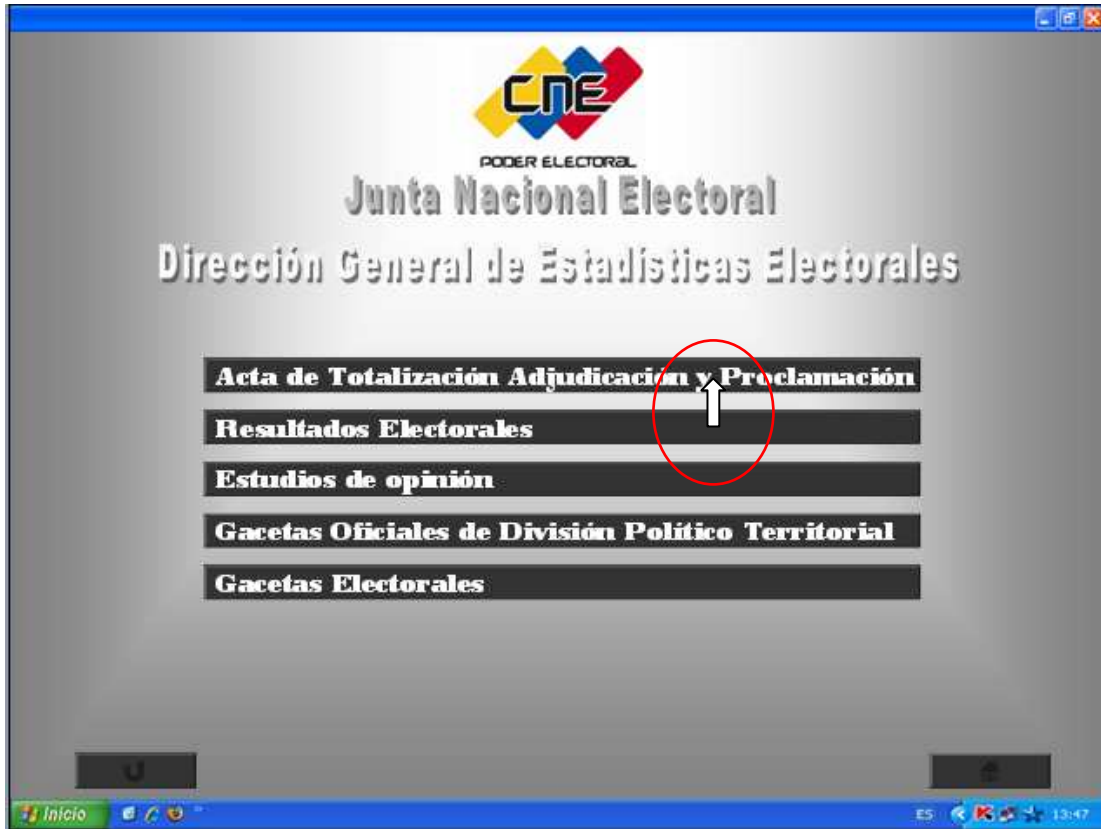 CNE
PODER ELECTORAL
Junta Nacional Electoral
Dirección General de Estadísticas Electorales
Acta de Totalización Adjudicación y Proclamación
Resultados Electorales
Estudios de opinión
Gacetas Oficiales de División Político Territorial
Gacetas Electorales
Inicio ES 13:47